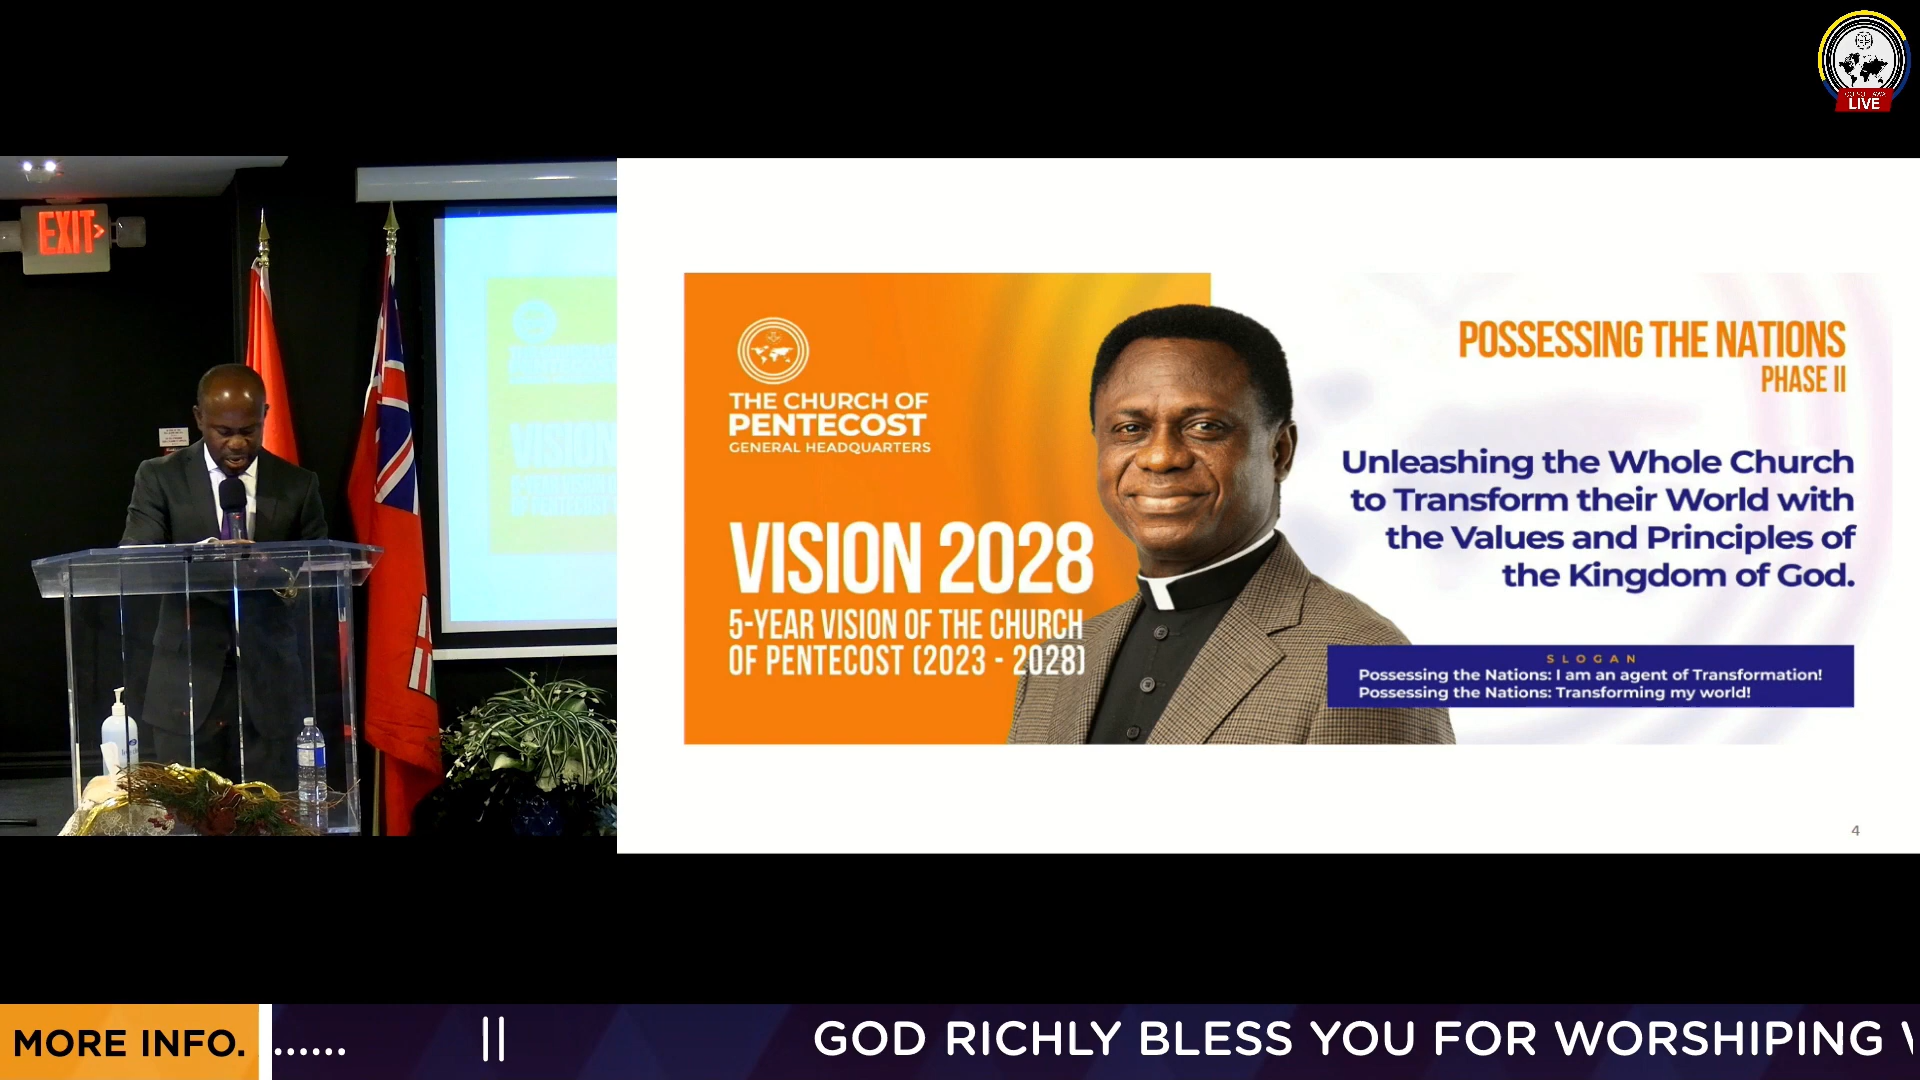 LIVE
EXIT
VISION
THE CHURCH OF
PENTECOST
GENERAL HEADQUARTERS
VISION 2028
5-YEAR VISION OF THE CHURCH
OF PENTECOST (2023 - 2028)
POSSESSING THE NATIONS
PHASE II
Unleashing the Whole Church
to Transform their World with
the Values and Principles of
the Kingdom of God.
SLOGAN
Possessing the Nations: I am an agent of Transformation!
Possessing the Nations: Transforming my world!
4
MORE INFO.
...... || GOD RICHLY BLESS YOU FOR WORSHIPING